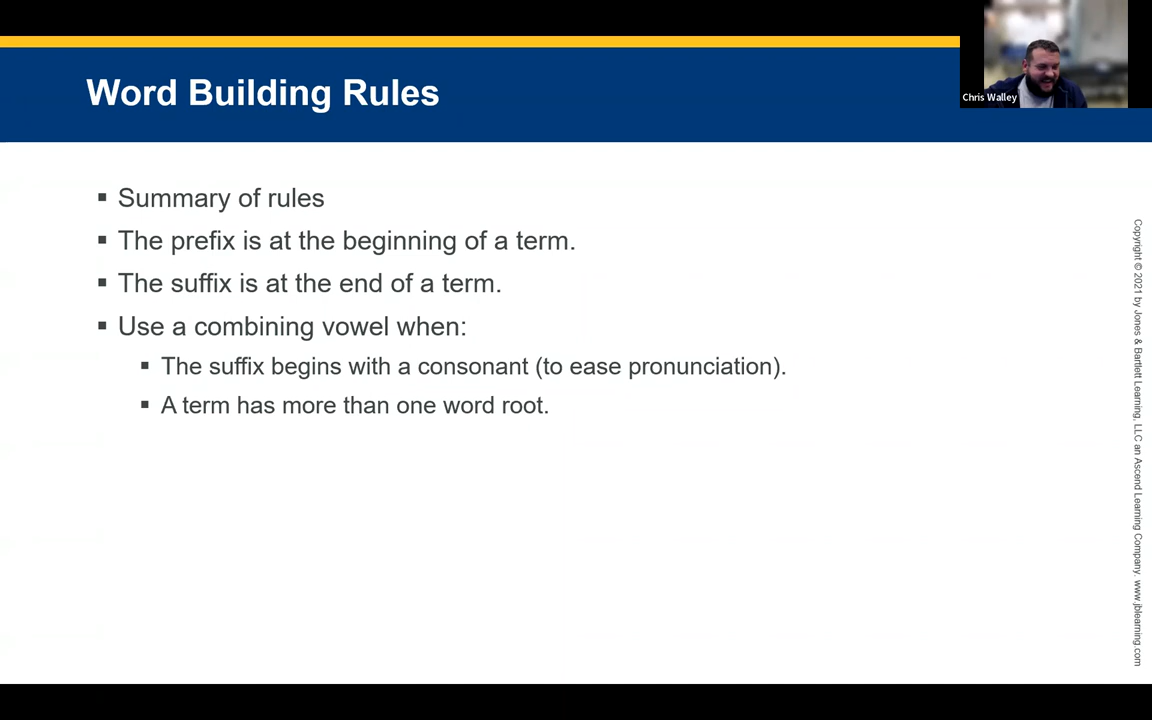 Word Building Rules
Chris Walley
▪ Summary of rules
▪ The prefix is at the beginning of a term.
▪ The suffix is at the end of a term.
▪ Use a combining vowel when:
▪ The suffix begins with a consonant (to ease pronunciation).
▪ A term has more than one word root.
Copyright © 2021 by Jones & Bartlett Learning, LLC an Ascend Learning Company. www.jblearning.com